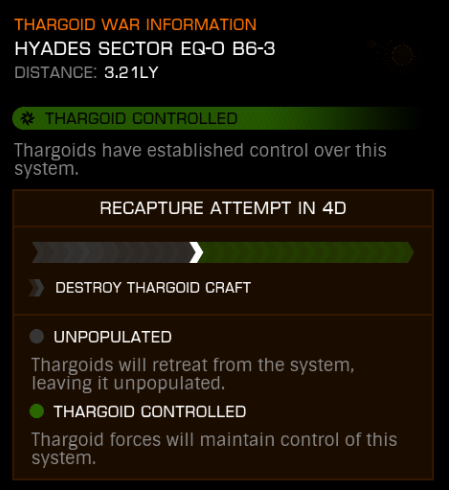 THARGOID WAR INFORMATION
HYADES SECTOR EQ-O B6-3
DISTANCE: 3.21LY
THARGOID CONTROLLED
Thargoids have established control over this
system.
RECAPTURE ATTEMPT IN 4D
DESTROY THARGOID CRAFT
UNPOPULATED
Thargoids will retreat from the system,
leaving it unpopulated.
THARGOID CONTROLLED
Thargoid forces will maintain control of this
system.